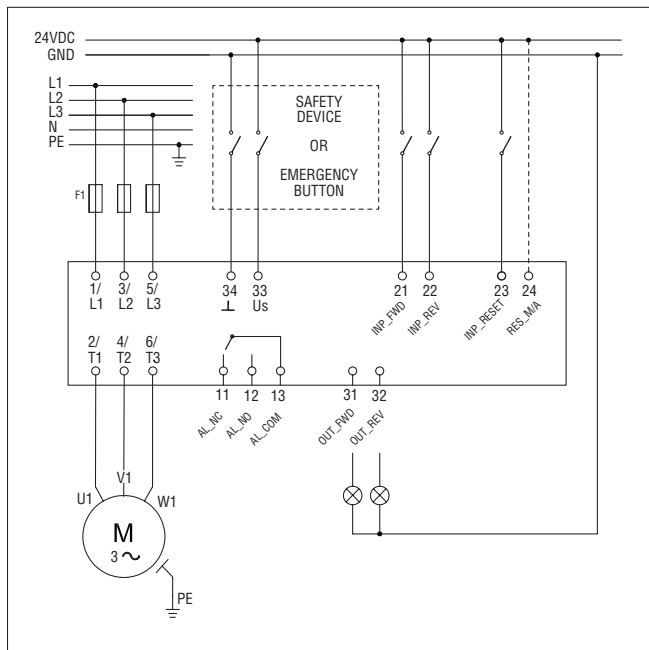 24VDC
GND
L1
L2
L3
N
PE
SAFETY
DEVICE
OR
EMERGENCY
BUTTON
F1
1/
L1
3/
L2
5/
L3
34
⊥
33
Us
21
INP_FWD
22
INP_REV
23
INP_RESET
24
RES_M/A
2/
T1
4/
T2
6/
T3
11
AL_NC
12
AL_NO
13
AL_COM
31
OUT_FWD
32
OUT_REV
U1
V1
W1
M
3 ~
PE